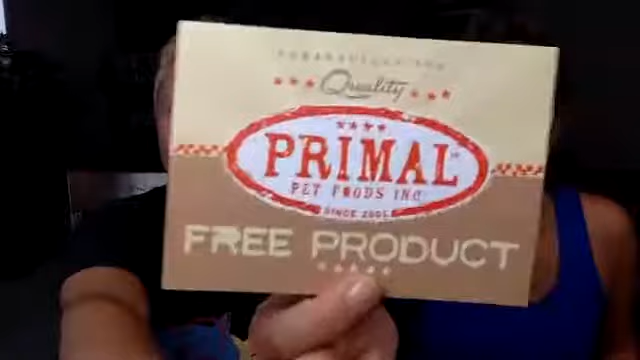 Quality
PRIMAL
PET FOODS INC
SINCE 2001
FREE PRODUCT